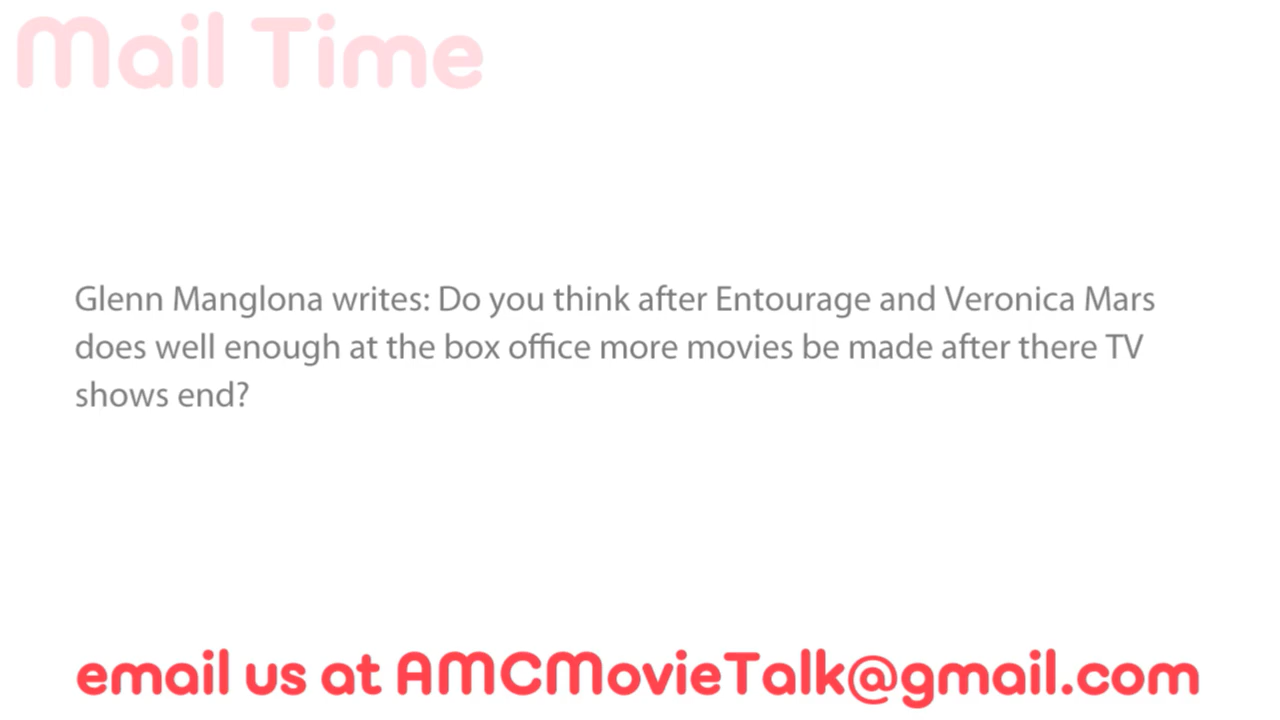 Mail Time
Glenn Manglona writes: Do you think after Entourage and Veronica Mars
does well enough at the box office more movies be made after there TV
shows end?
email us at AMCMovieTalk@gmail.com